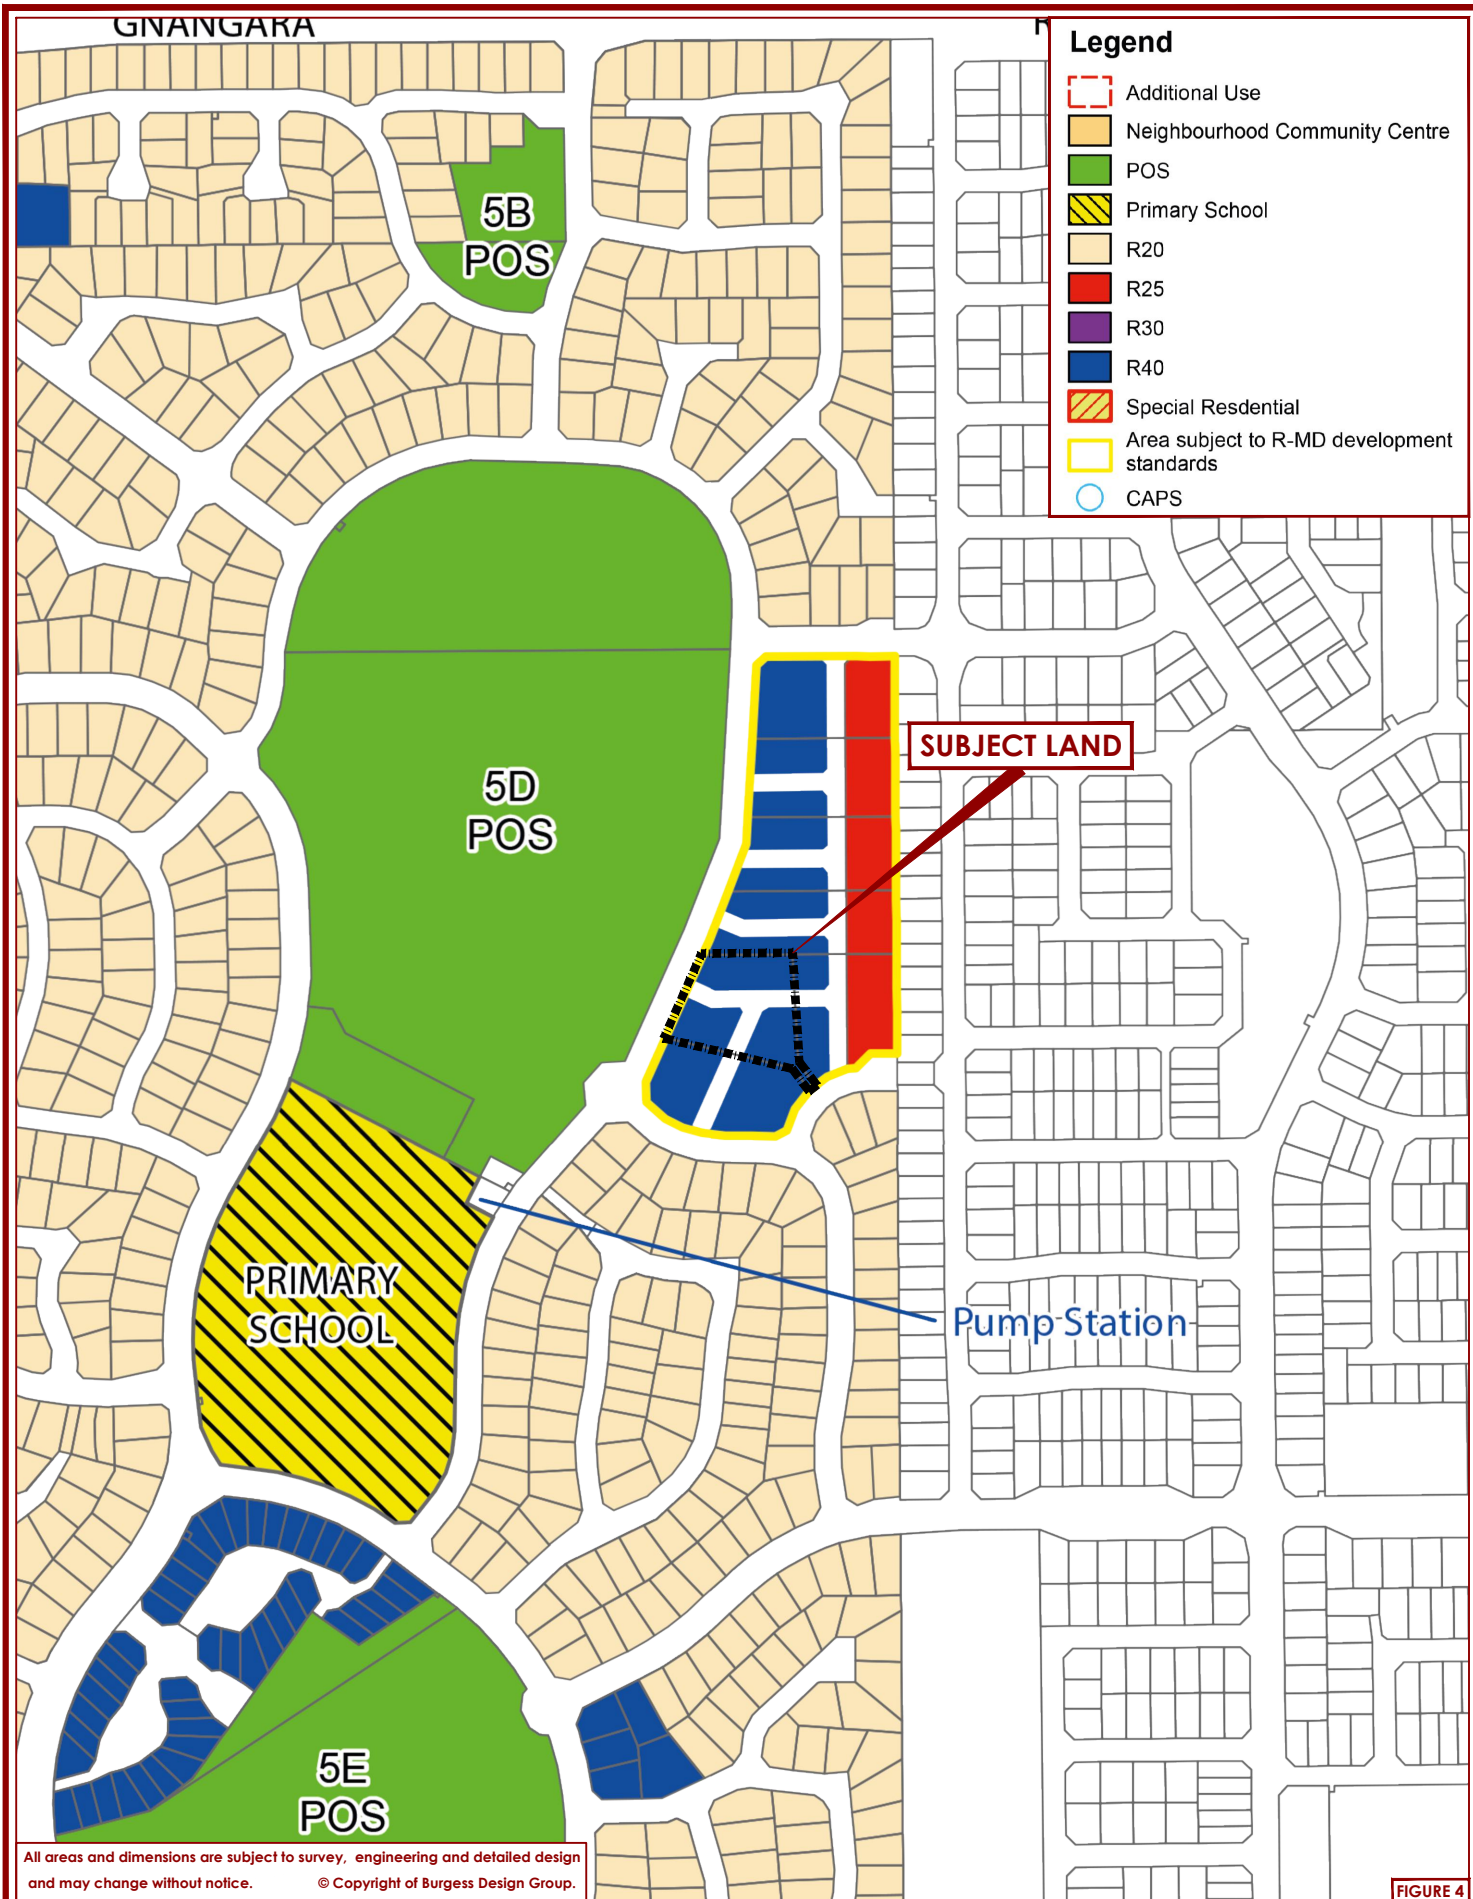 GNANGARA
Legend
Additional Use
Neighbourhood Community Centre
POS
Primary School
R20
R25
R30
R40
Special Resdential
Area subject to R-MD development
standards
CAPS
5B
POS
SUBJECT LAND
5D
POS
PRIMARY
SCHOOL
Pump Station
5E
POS
All areas and dimensions are subject to survey, engineering and detailed design
and may change without notice. © Copyright of Burgess Design Group.
FIGURE 4